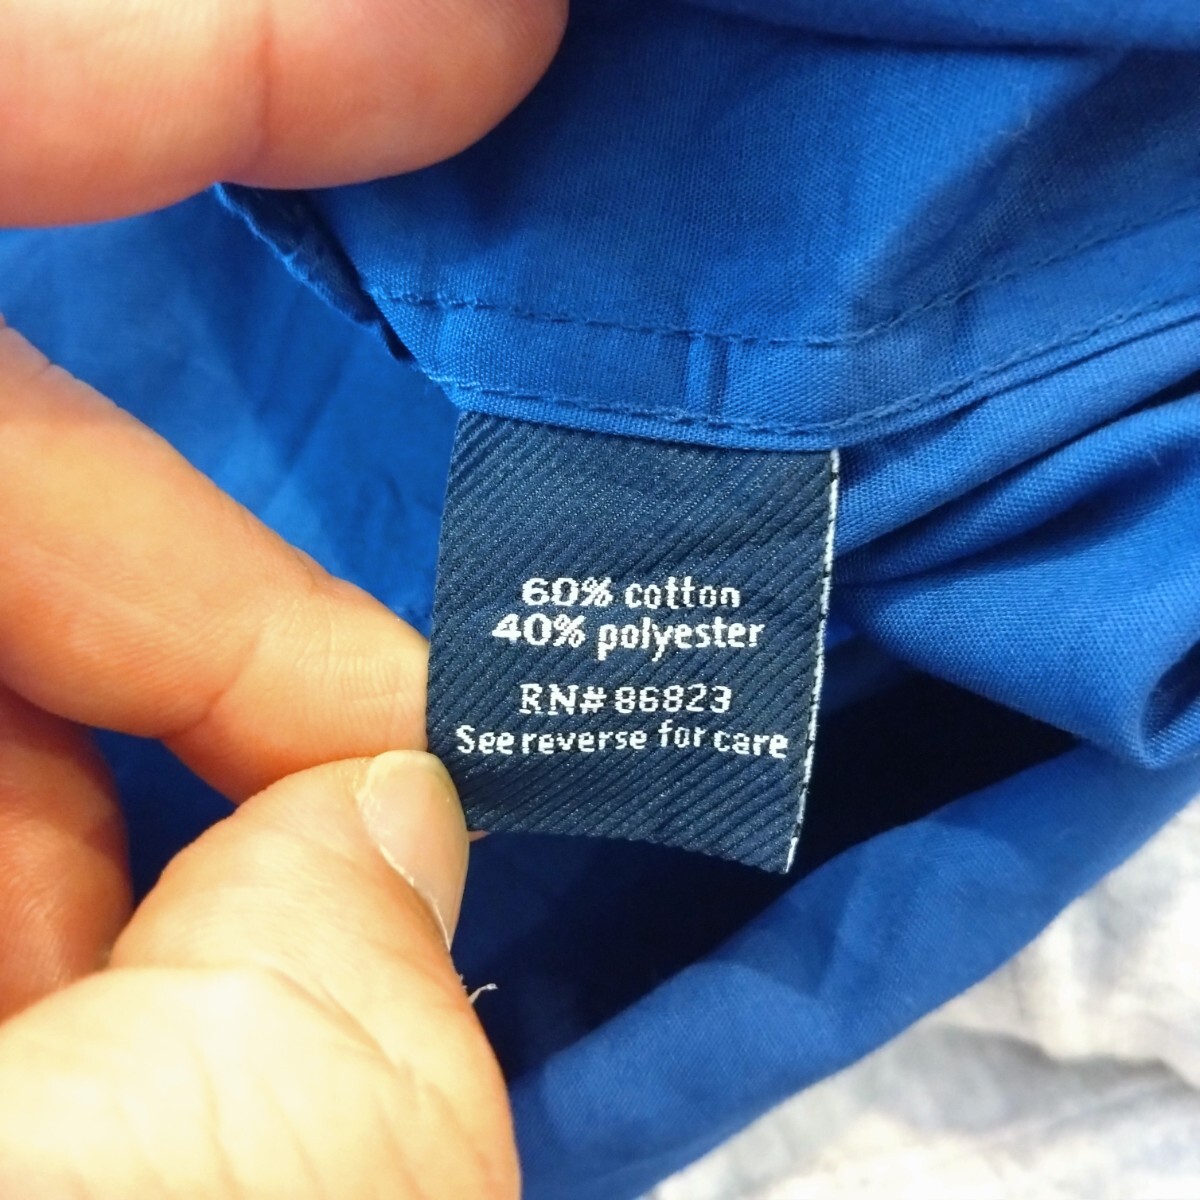 60% cotton
40% polyester
RN# 86823
See reverse for care